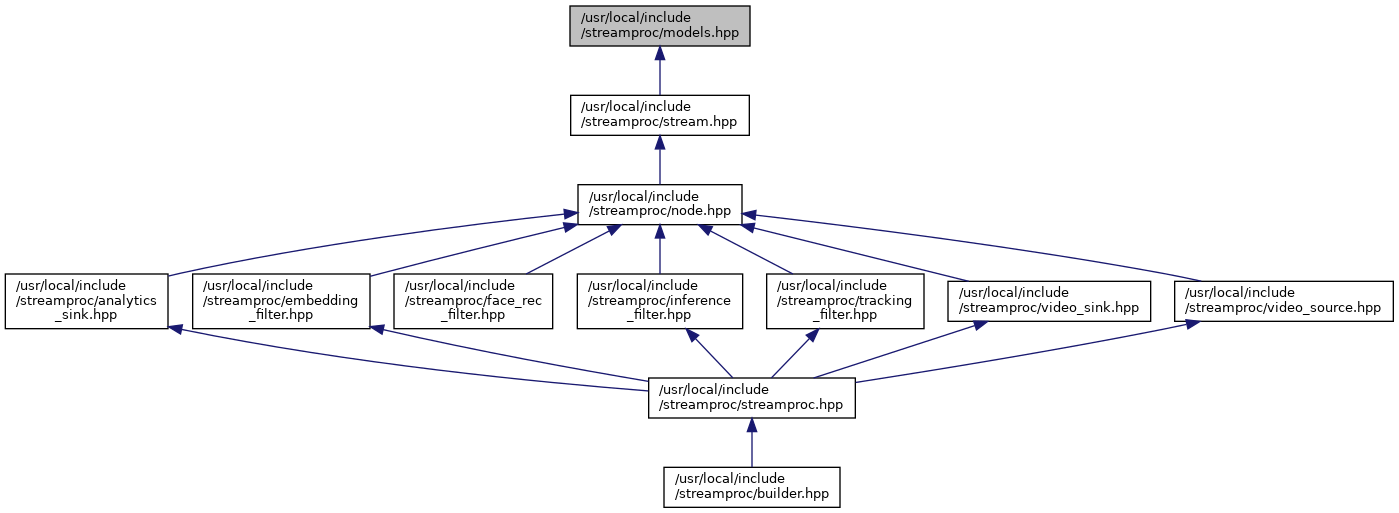 /usr/local/include
/streamproc/models.hpp
/usr/local/include
/streamproc/stream.hpp
/usr/local/include
/streamproc/node.hpp
/usr/local/include
/streamproc/analytics
_sink.hpp
/usr/local/include
/streamproc/embedding
_filter.hpp
/usr/local/include
/streamproc/face_rec
_filter.hpp
/usr/local/include
/streamproc/inference
_filter.hpp
/usr/local/include
/streamproc/tracking
_filter.hpp
/usr/local/include
/streamproc/video_sink.hpp
/usr/local/include
/streamproc/video_source.hpp
/usr/local/include
/streamproc/streamproc.hpp
/usr/local/include
/streamproc/builder.hpp